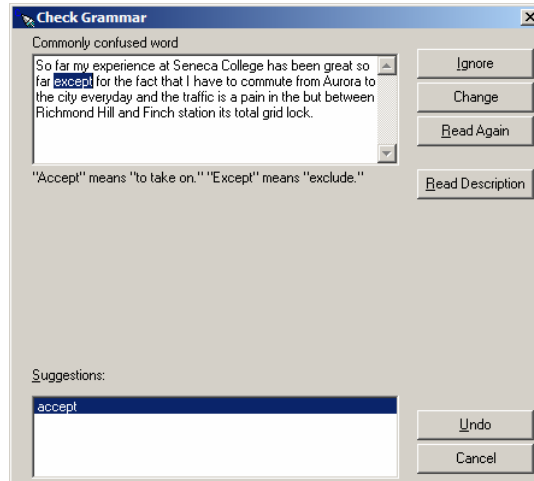 Check Grammar
Commonly confused word
So far my experience at Seneca College has been great so
far except for the fact that I have to commute from Aurora to
the city everyday and the traffic is a pain in the but between
Richmond Hill and Finch station its total grid lock.
Ignore
Change
Read Again
"Accept" means "to take on." "Except" means "exclude."
Read Description
Suggestions:
accept
Undo
Cancel